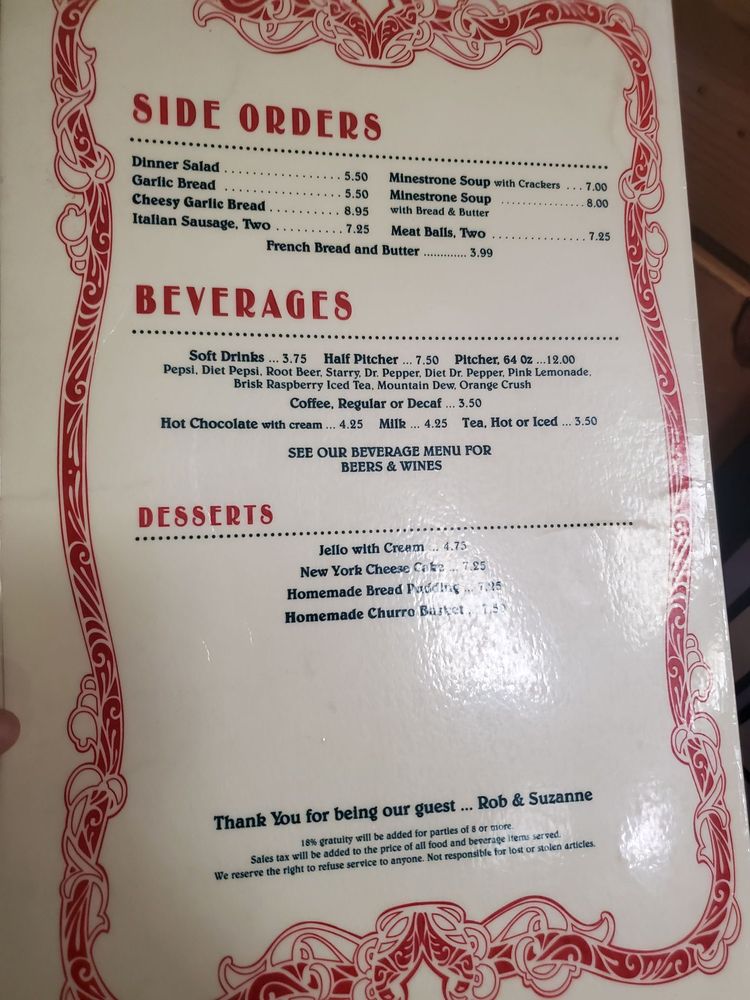 SIDE ORDERS
Dinner Salad ................. 5.50
Garlic Bread ................. 5.50
Cheesy Garlic Bread .......... 8.95
Italian Sausage, Two .......... 7.25
Minestrone Soup with Crackers ... 7.00
Minestrone Soup ................ 8.00
with Bread & Butter
Meat Balls, Two ................ 7.25
French Bread and Butter ............. 3.99
BEVERAGES
Soft Drinks ... 3.75 Half Pitcher ... 7.50 Pitcher, 64 oz ...12.00
Pepsi, Diet Pepsi, Root Beer, Starry, Dr. Pepper, Diet Dr. Pepper, Pink Lemonade,
Brisk Raspberry Iced Tea, Mountain Dew, Orange Crush
Coffee, Regular or Decaf ... 3.50
Hot Chocolate with cream ... 4.25 Milk ... 4.25 Tea, Hot or Iced ... 3.50
SEE OUR BEVERAGE MENU FOR
BEERS & WINES
DESSERTS
Jello with Cream ... 4.75
New York Cheese Cake ... 7.25
Homemade Bread Pudding ... 7.25
Homemade Churro Basket ... 7.50
Thank You for being our guest ... Rob & Suzanne
18% gratuity will be added for parties of 8 or more.
Sales tax will be added to the price of all food and beverage items served.
We reserve the right to refuse service to anyone. Not responsible for lost or stolen articles.